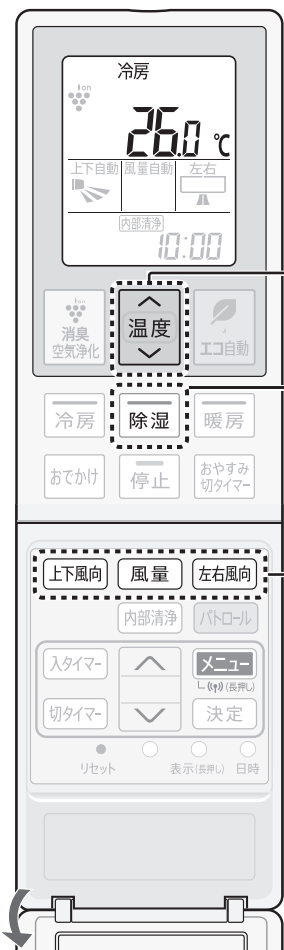 冷房
Ion
26.0 ℃
上下自動 風量自動 左右
内部清浄
10:00
Ion
消臭
空気浄化
温度
エコ自動
冷房 除湿 暖房
おでかけ 停止 おやすみ
切タイマー
上下風向 風量 左右風向
内部清浄 パトロール
入タイマー メニュー
(長押し)
切タイマー 決定
リセット 表示(長押し) 日時